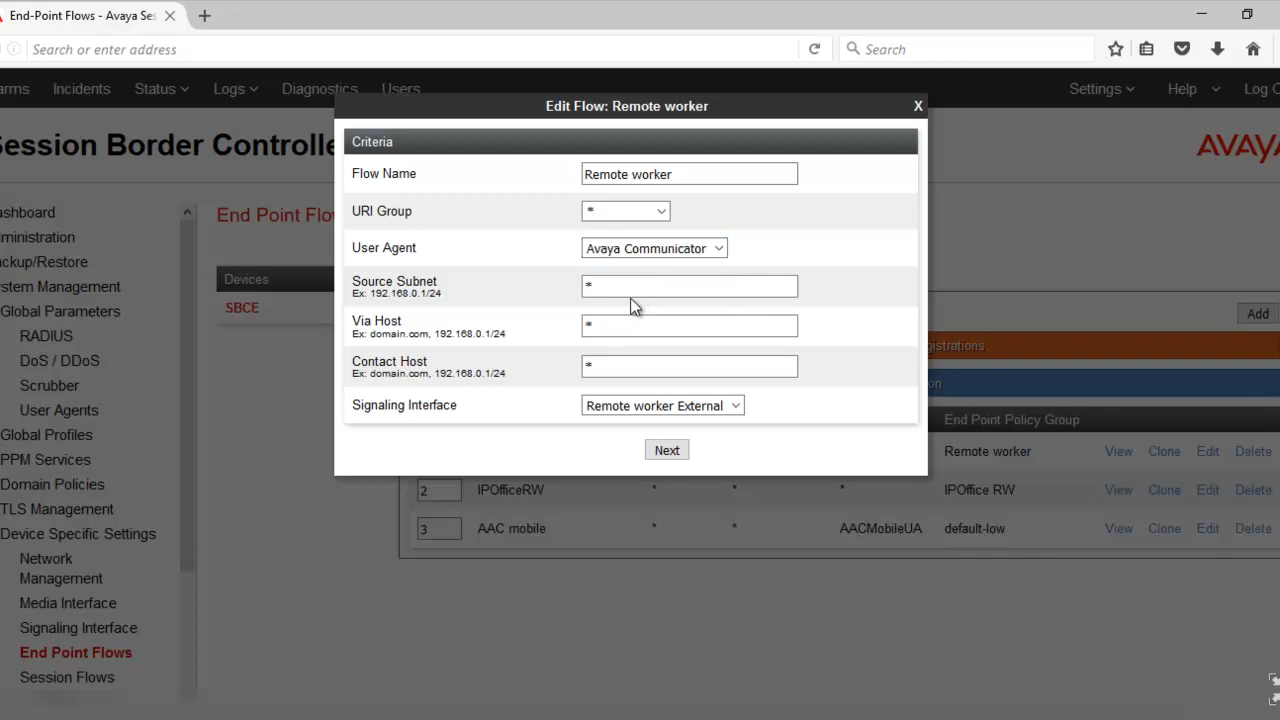 End-Point Flows - Avaya Ses
Search or enter address
Search
arms
Incidents
Status
Logs
Diagnostics
Users
Settings
Help
Log O
ession Border Controlle
AVAYA
ashboard
ministration
ckup/Restore
stem Management
Global Parameters
RADIUS
DoS / DDoS
Scrubber
User Agents
Global Profiles
PPM Services
Domain Policies
TLS Management
Device Specific Settings
Network
Management
Media Interface
Signaling Interface
End Point Flows
Session Flows
End Point Flo
Devices
SBCE
Edit Flow: Remote worker
X
Criteria
Flow Name
Remote worker
URI Group
*
User Agent
Avaya Communicator
Source Subnet
Ex: 192.168.0.1/24
*
Via Host
Ex: domain.com, 192.168.0.1/24
*
Contact Host
Ex: domain.com, 192.168.0.1/24
*
Signaling Interface
Remote worker External
Next
Add
gistrations
on
End Point Policy Group
Remote worker View Clone Edit Delete
2 IPOfficeRW * * * IPOffice RW View Clone Edit Delete
3 AAC mobile * * AACMobileUA default-low View Clone Edit Delete